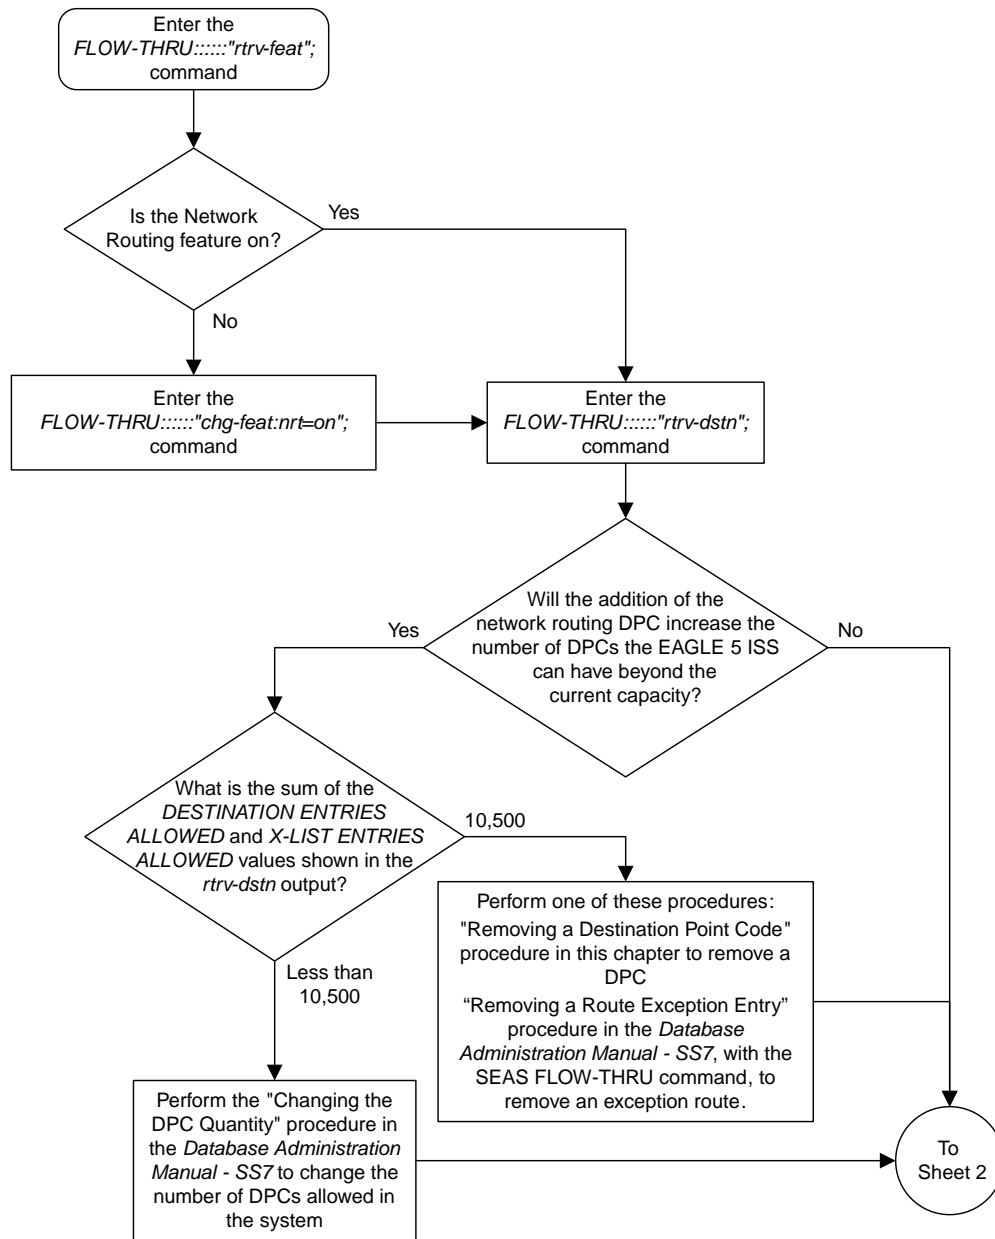 Enter the
FLOW-THRU::::::"rtrv-feat";
command
Is the Network
Routing feature on?
Yes
No
Enter the
FLOW-THRU::::::"chg-feat:nrt=on";
command
Enter the
FLOW-THRU::::::"rtrv-dstn";
command
Will the addition of the
network routing DPC increase the
number of DPCs the EAGLE 5 ISS
can have beyond the
current capacity?
Yes
No
What is the sum of the
DESTINATION ENTRIES
ALLOWED and X-LIST ENTRIES
ALLOWED values shown in the
rtrv-dstn output?
10,500
Less than
10,500
Perform one of these procedures:
"Removing a Destination Point Code"
procedure in this chapter to remove a
DPC
“Removing a Route Exception Entry”
procedure in the Database
Administration Manual - SS7, with the
SEAS FLOW-THRU command, to
remove an exception route.
Perform the "Changing the
DPC Quantity" procedure in
the Database Administration
Manual - SS7 to change the
number of DPCs allowed in
the system
To
Sheet 2